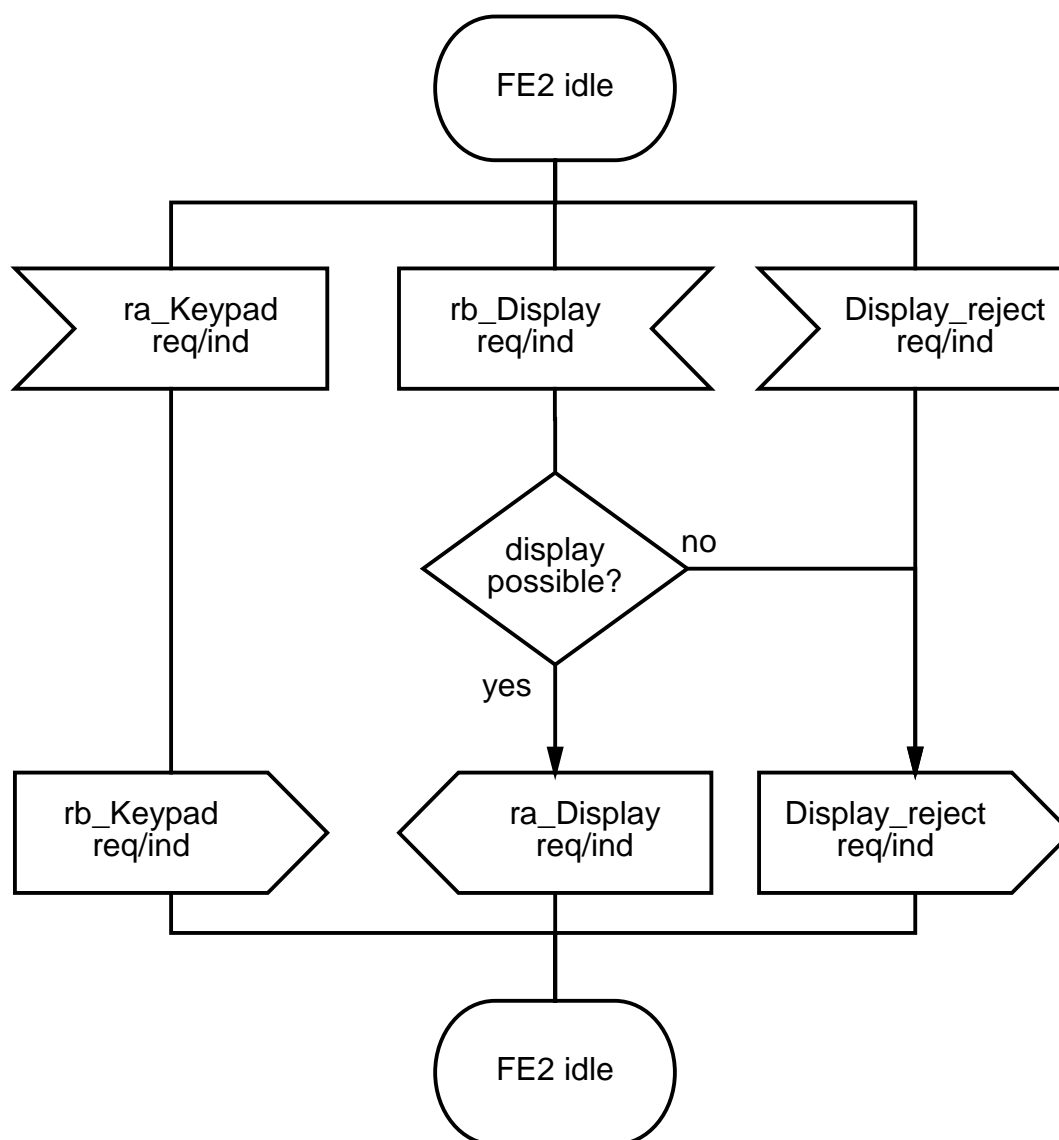 FE2 idle
ra_Keypad
req/ind
rb_Display
req/ind
Display_reject
req/ind
display
possible?
no
yes
rb_Keypad
req/ind
ra_Display
req/ind
Display_reject
req/ind
FE2 idle